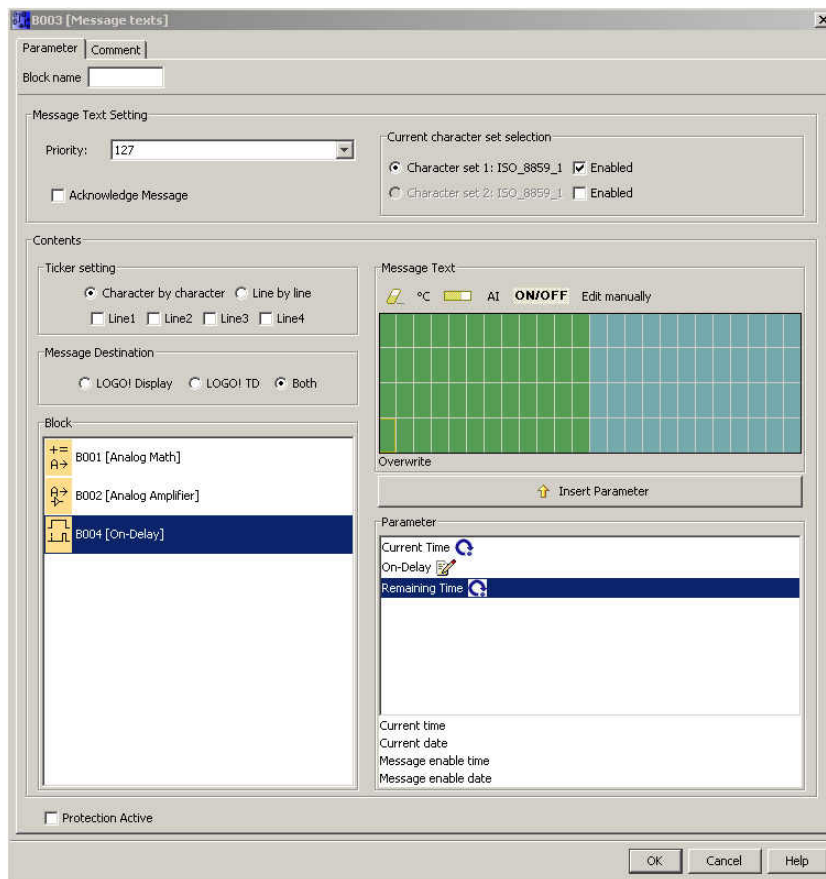 B003 [Message texts]
Parameter Comment
Block name
Message Text Setting
Priority: 127
Acknowledge Message
Current character set selection
Character set 1: ISO_8859_1 Enabled
Character set 2: ISO_8859_1 Enabled
Contents
Ticker setting
Character by character Line by line
Line1 Line2 Line3 Line4
Message Destination
LOGO! Display LOGO! TD Both
Block
+=
A→ B001 [Analog Math]
A→ B002 [Analog Amplifier]
B004 [On-Delay]
Message Text
°C AI ON/OFF Edit manually
Overwrite
Insert Parameter
Parameter
Current Time
On-Delay
Remaining Time
Current time
Current date
Message enable time
Message enable date
Protection Active
OK Cancel Help